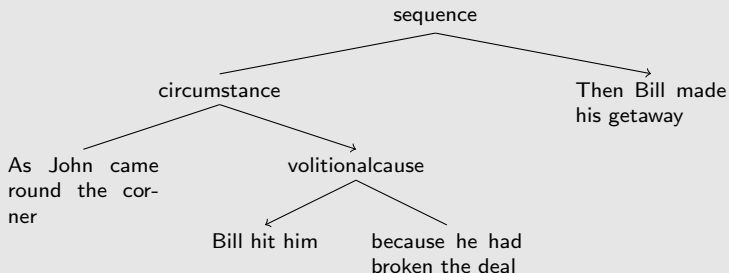 sequence
circumstance
Then Bill made
his getaway
As John came
round the cor-
ner
volitionalcause
Bill hit him
because he had
broken the deal